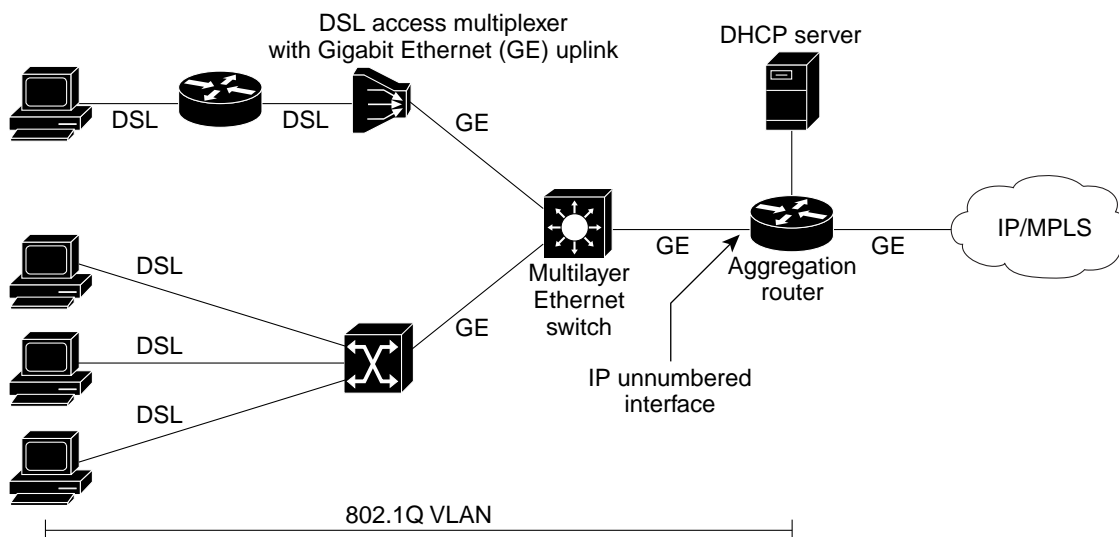 DSL access multiplexer
with Gigabit Ethernet (GE) uplink
DHCP server
DSL
DSL
GE
IP/MPLS
GE
GE
DSL
Multilayer
Ethernet
switch
Aggregation
router
GE
DSL
IP unnumbered
interface
DSL
802.1Q VLAN